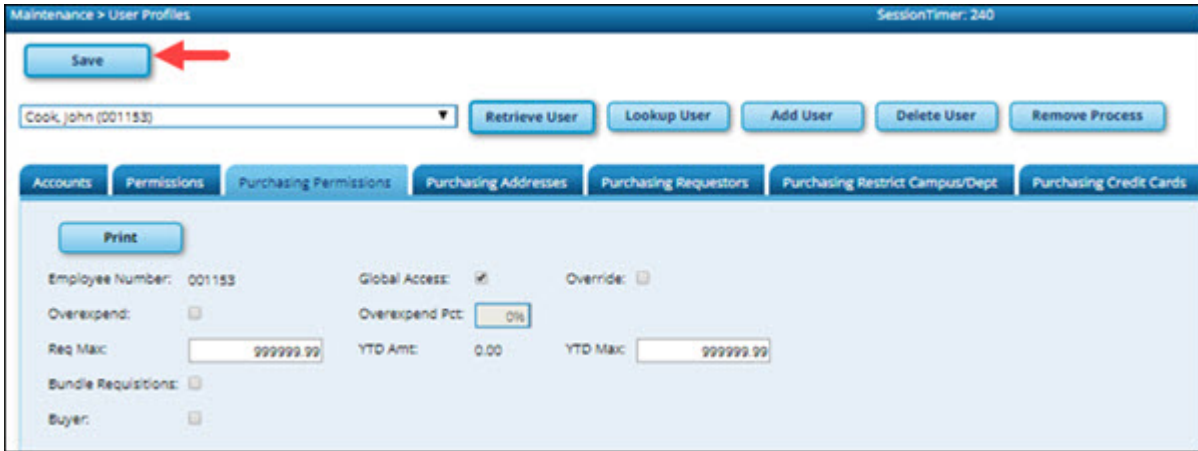 Maintenance > User Profiles SessionTimer: 240
Save
Cook, John (001153) Retrieve User Lookup User Add User Delete User Remove Process
Accounts Permissions Purchasing Permissions Purchasing Addresses Purchasing Requestors Purchasing Restrict Campus/Dept Purchasing Credit Cards
Print
Employee Number: 001153 Global Access: Override:
Overexpend: Overexpend Pct: 0%
Req Max: 999999.99 YTD Amt: 0.00 YTD Max: 999999.99
Bundle Requisitions:
Buyer: